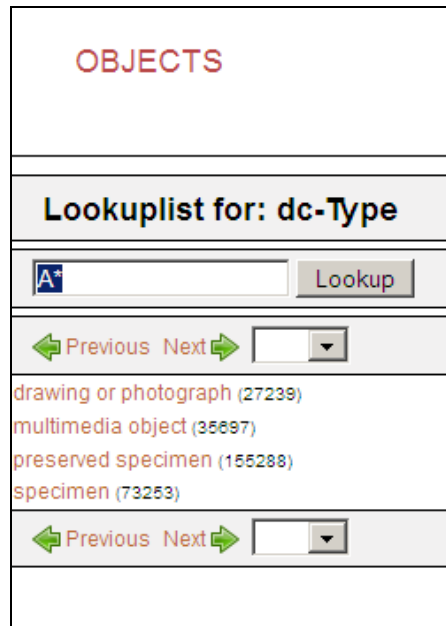 OBJECTS
Lookuplist for: dc-Type
A* Lookup
Previous Next
drawing or photograph (27239)
multimedia object (35697)
preserved specimen (155288)
specimen (73253)
Previous Next